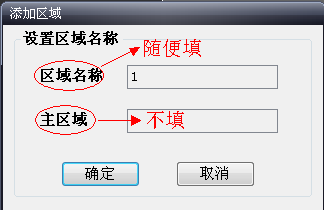 添加区域
设置区域名称
随便填
区域名称 1
主区域 不填
确定 取消